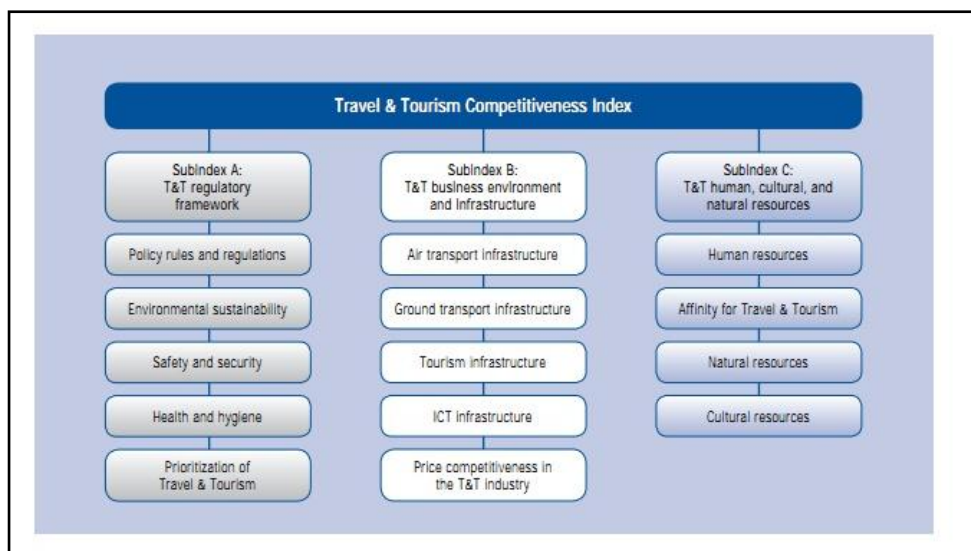 Travel & Tourism Competitiveness Index
SubIndex A:
T&T regulatory
framework
Policy rules and regulations
Environmental sustainability
Safety and security
Health and hygiene
Prioritization of
Travel & Tourism
SubIndex B:
T&T business environment
and Infrastructure
Air transport infrastructure
Ground transport infrastructure
Tourism infrastructure
ICT infrastructure
Price competitiveness in
the T&T industry
SubIndex C:
T&T human, cultural, and
natural resources
Human resources
Affinity for Travel & Tourism
Natural resources
Cultural resources